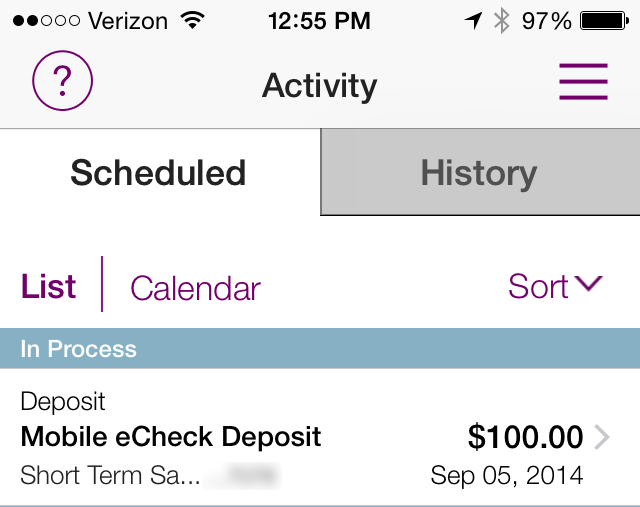 Verizon 12:55 PM 97%
? Activity
Scheduled History
List Calendar Sort
In Process
Deposit
Mobile eCheck Deposit $100.00
Short Term Sa... Sep 05, 2014